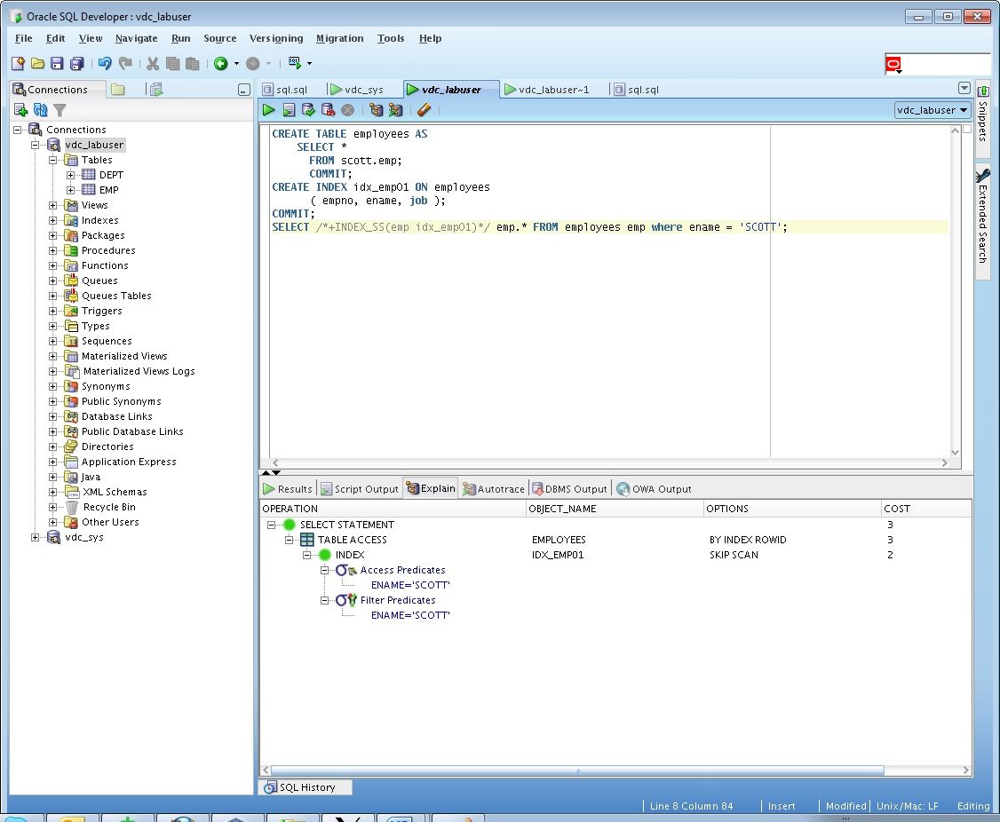 Oracle SQL Developer : vdc_labuser
File Edit View Navigate Run Source Versioning Migration Tools Help
Connections
sql.sql vdc_sys vdc_labuser vdc_labuser~1 sql.sql
vdc_labuser
Connections
vdc_labuser
Tables
DEPT
EMP
Views
Indexes
Packages
Procedures
Functions
Queues
Queues Tables
Triggers
Types
Sequences
Materialized Views
Materialized Views Logs
Synonyms
Public Synonyms
Database Links
Public Database Links
Directories
Application Express
Java
XML Schemas
Recycle Bin
Other Users
vdc_sys
CREATE TABLE employees AS
SELECT *
FROM scott.emp;
COMMIT;
CREATE INDEX idx_emp01 ON employees
( empno, ename, job );
COMMIT;
SELECT /*+INDEX_SS(emp idx_emp01)*/ emp.* FROM employees emp where ename = 'SCOTT';
Snippets
Extended Search
Results Script Output Explain Autotrace DBMS Output OWA Output
OPERATION OBJECT_NAME OPTIONS COST
SELECT STATEMENT 3
TABLE ACCESS EMPLOYEES BY INDEX ROWID 3
INDEX IDX_EMP01 SKIP SCAN 2
Access Predicates
ENAME='SCOTT'
Filter Predicates
ENAME='SCOTT'
SQL History
Line 8 Column 84 Insert Modified Unix/Mac: LF Editing